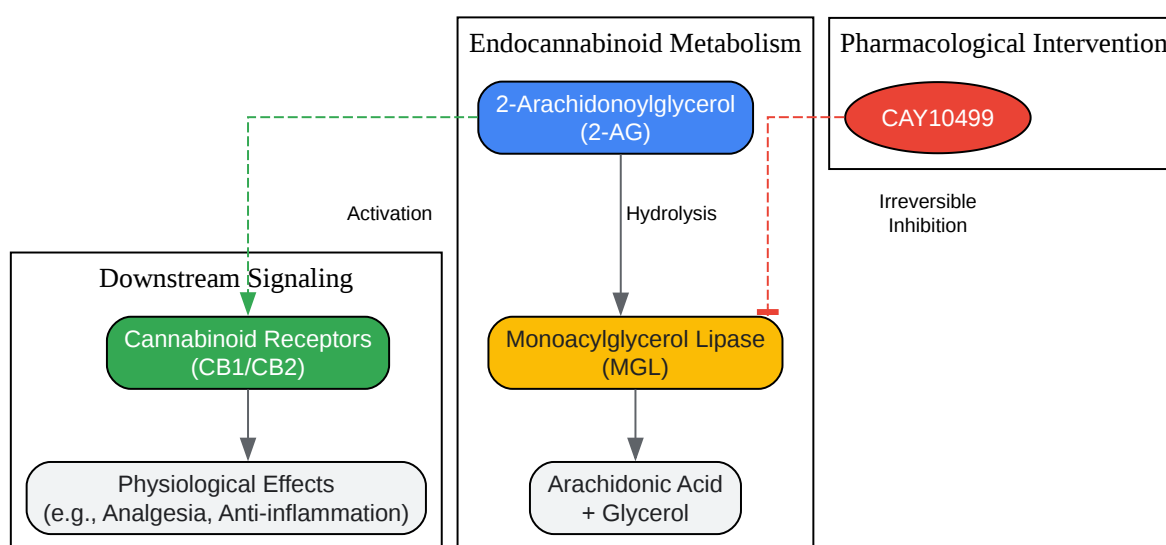 Endocannabinoid Metabolism
Pharmacological Intervention
2-Arachidonoylglycerol
(2-AG)
CAY10499
Activation
Hydrolysis
Irreversible
Inhibition
Downstream Signaling
Cannabinoid Receptors
(CB1/CB2)
Monoacylglycerol Lipase
(MGL)
Physiological Effects
(e.g., Analgesia, Anti-inflammation)
Arachidonic Acid
+ Glycerol